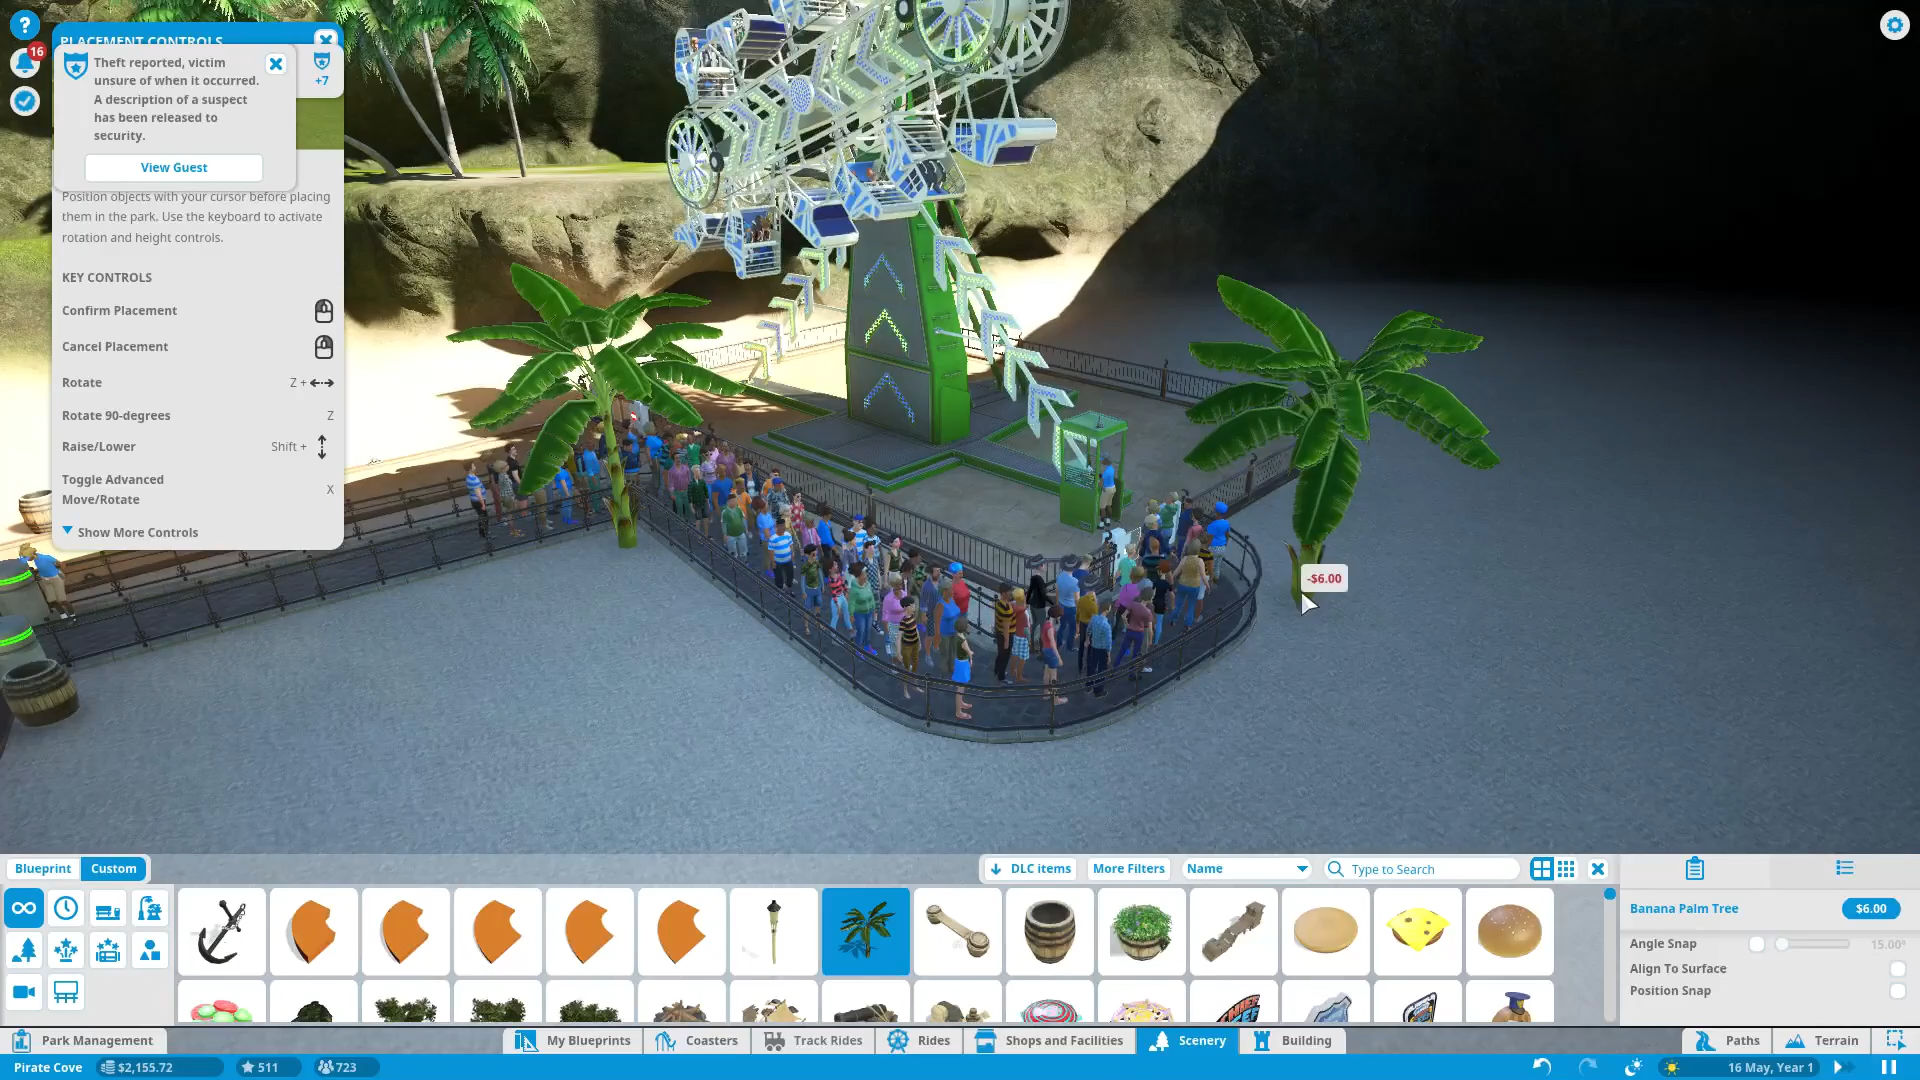 ?
16
PLACEMENT CONTROLS
Theft reported, victim
unsure of when it occurred.
A description of a suspect
has been released to
security.
View Guest
+7
Position objects with your cursor before placing
them in the park. Use the keyboard to activate
rotation and height controls.
KEY CONTROLS
Confirm Placement
Cancel Placement
Rotate Z +
Rotate 90-degrees Z
Raise/Lower Shift +
Toggle Advanced
Move/Rotate X
Show More Controls
-$6.00
Blueprint Custom
DLC items More Filters Name Type to Search
Banana Palm Tree $6.00
Angle Snap 15.00°
Align To Surface
Position Snap
Park Management My Blueprints Coasters Track Rides Rides Shops and Facilities Scenery Building Paths Terrain
Pirate Cove $2,155.72 511 723 16 May, Year 1